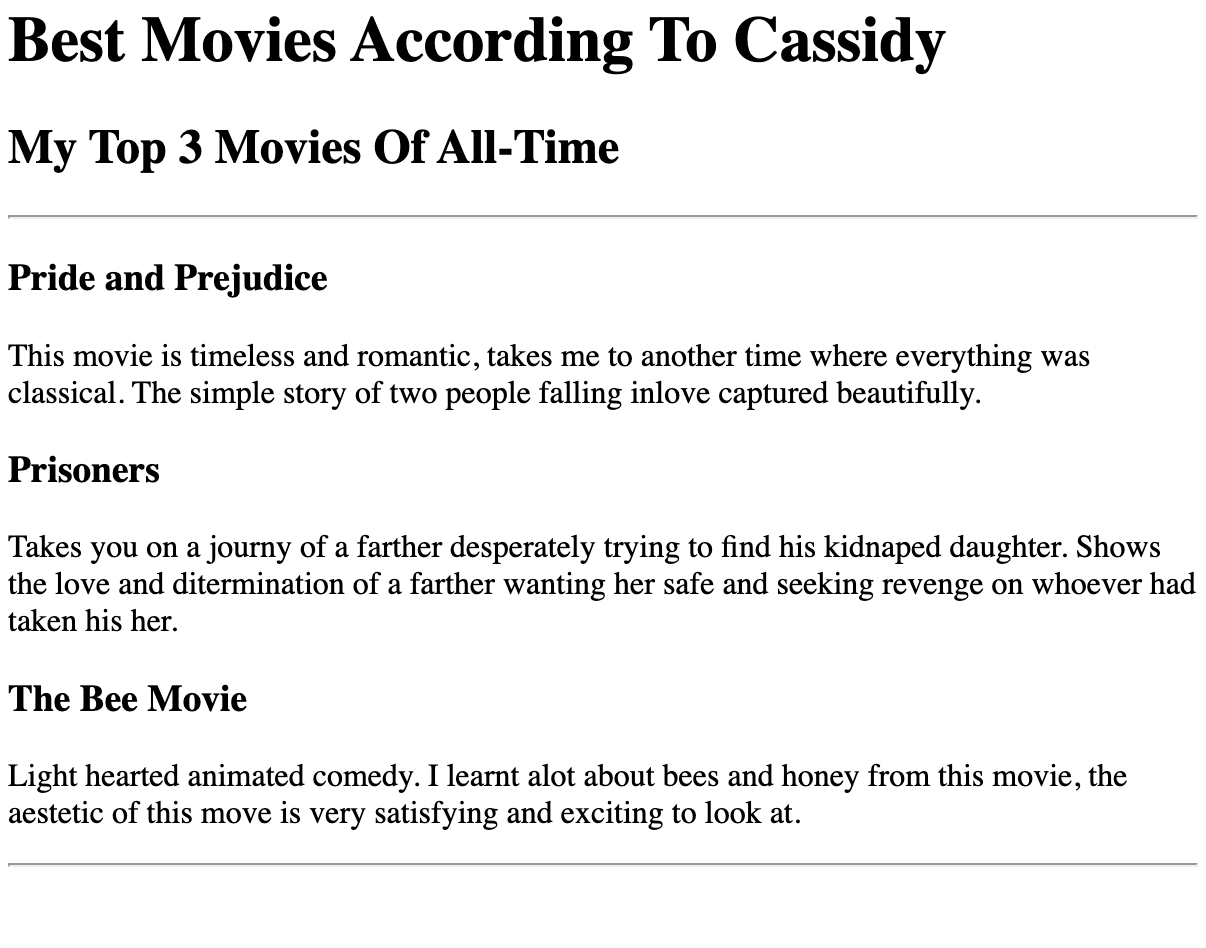 Best Movies According To Cassidy
My Top 3 Movies Of All-Time
Pride and Prejudice
This movie is timeless and romantic, takes me to another time where everything was
classical. The simple story of two people falling inlove captured beautifully.
Prisoners
Takes you on a journy of a farther desperately trying to find his kidnaped daughter. Shows
the love and ditermination of a farther wanting her safe and seeking revenge on whoever had
taken his her.
The Bee Movie
Light hearted animated comedy. I learnt alot about bees and honey from this movie, the
aestetic of this move is very satisfying and exciting to look at.